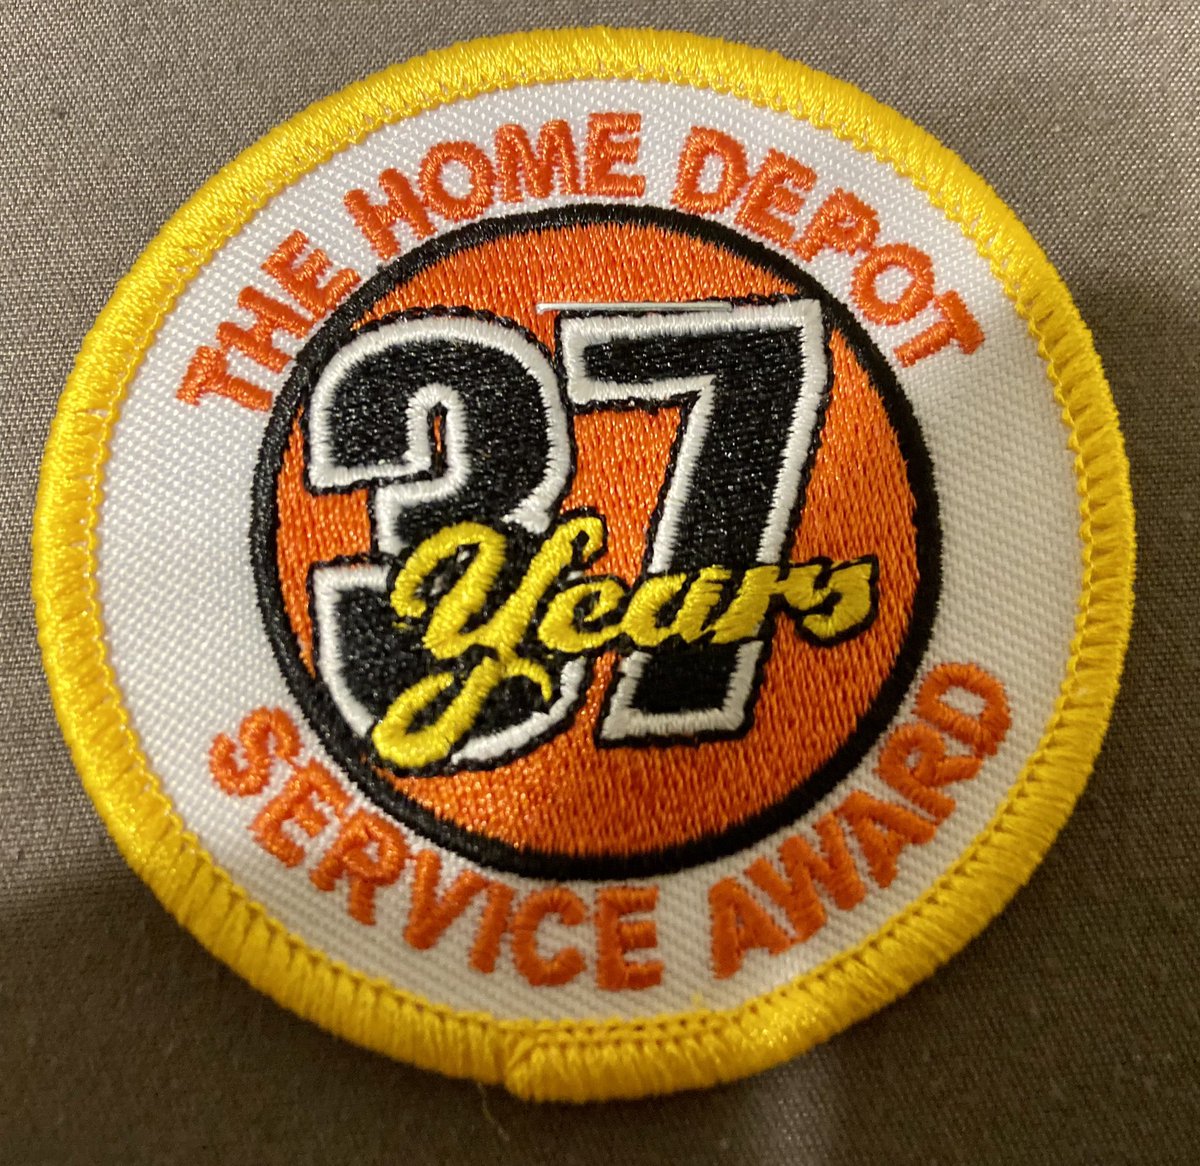 THE HOME DEPOT
37
Years
SERVICE AWARD